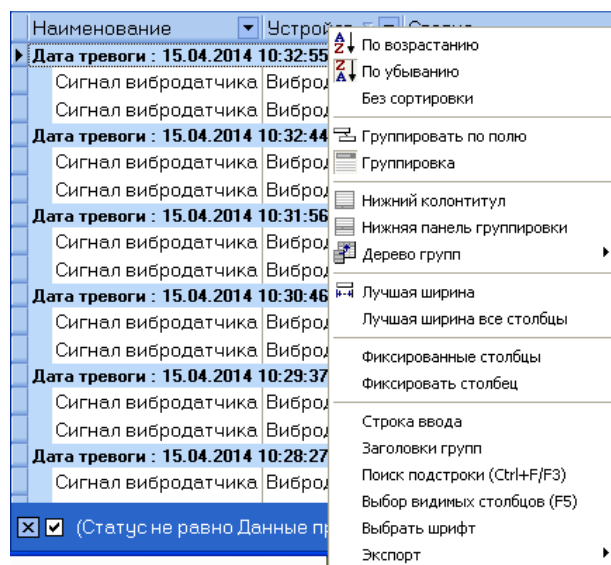 Наименование Устройств Статус
Дата тревоги : 15.04.2014 10:32:55
Сигнал вибродатчика Виброд
Сигнал вибродатчика Виброд
Дата тревоги : 15.04.2014 10:32:44
Сигнал вибродатчика Виброд
Сигнал вибродатчика Виброд
Дата тревоги : 15.04.2014 10:31:56
Сигнал вибродатчика Виброд
Сигнал вибродатчика Виброд
Дата тревоги : 15.04.2014 10:30:46
Сигнал вибродатчика Виброд
Сигнал вибродатчика Виброд
Дата тревоги : 15.04.2014 10:29:37
Сигнал вибродатчика Виброд
Сигнал вибродатчика Виброд
Дата тревоги : 15.04.2014 10:28:27
Сигнал вибродатчика Виброд
(Статус не равно Данные п
По возрастанию
По убыванию
Без сортировки
Группировать по полю
Группировка
Нижний колонтитул
Нижняя панель группировки
Дерево групп
Лучшая ширина
Лучшая ширина все столбцы
Фиксированные столбцы
Фиксировать столбец
Строка ввода
Заголовки групп
Поиск подстроки (Ctrl+F/F3)
Выбор видимых столбцов (F5)
Выбрать шрифт
Экспорт